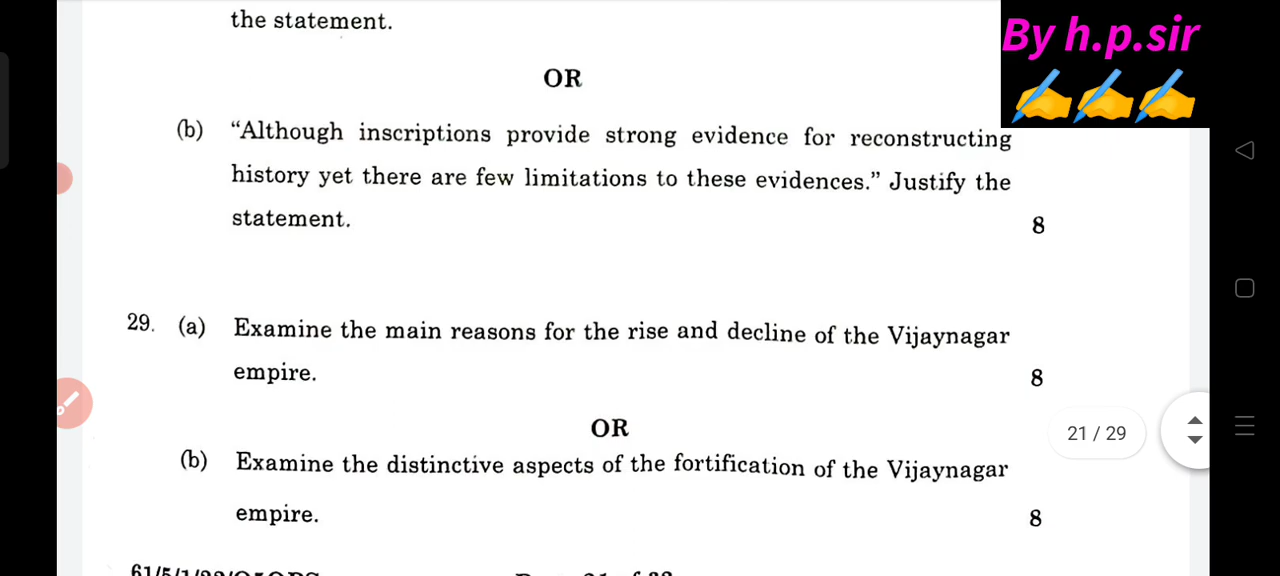 the statement.
By h.p.sir
OR
(b) “Although inscriptions provide strong evidence for reconstructing
history yet there are few limitations to these evidences.” Justify the
statement.
8
29. (a) Examine the main reasons for the rise and decline of the Vijaynagar
empire.
8
21 / 29
OR
(b) Examine the distinctive aspects of the fortification of the Vijaynagar
empire.
8